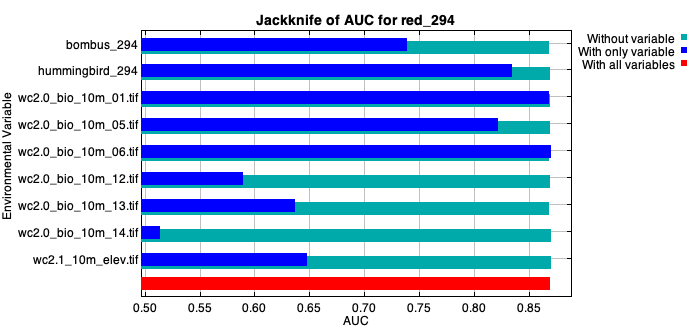 Jackknife of AUC for red_294
Without variable
With only variable
With all variables
Environmental Variable
bombus_294
hummingbird_294
wc2.0_bio_10m_01.tif
wc2.0_bio_10m_05.tif
wc2.0_bio_10m_06.tif
wc2.0_bio_10m_12.tif
wc2.0_bio_10m_13.tif
wc2.0_bio_10m_14.tif
wc2.1_10m_elev.tif
0.50 0.55 0.60 0.65 0.70 0.75 0.80 0.85
AUC